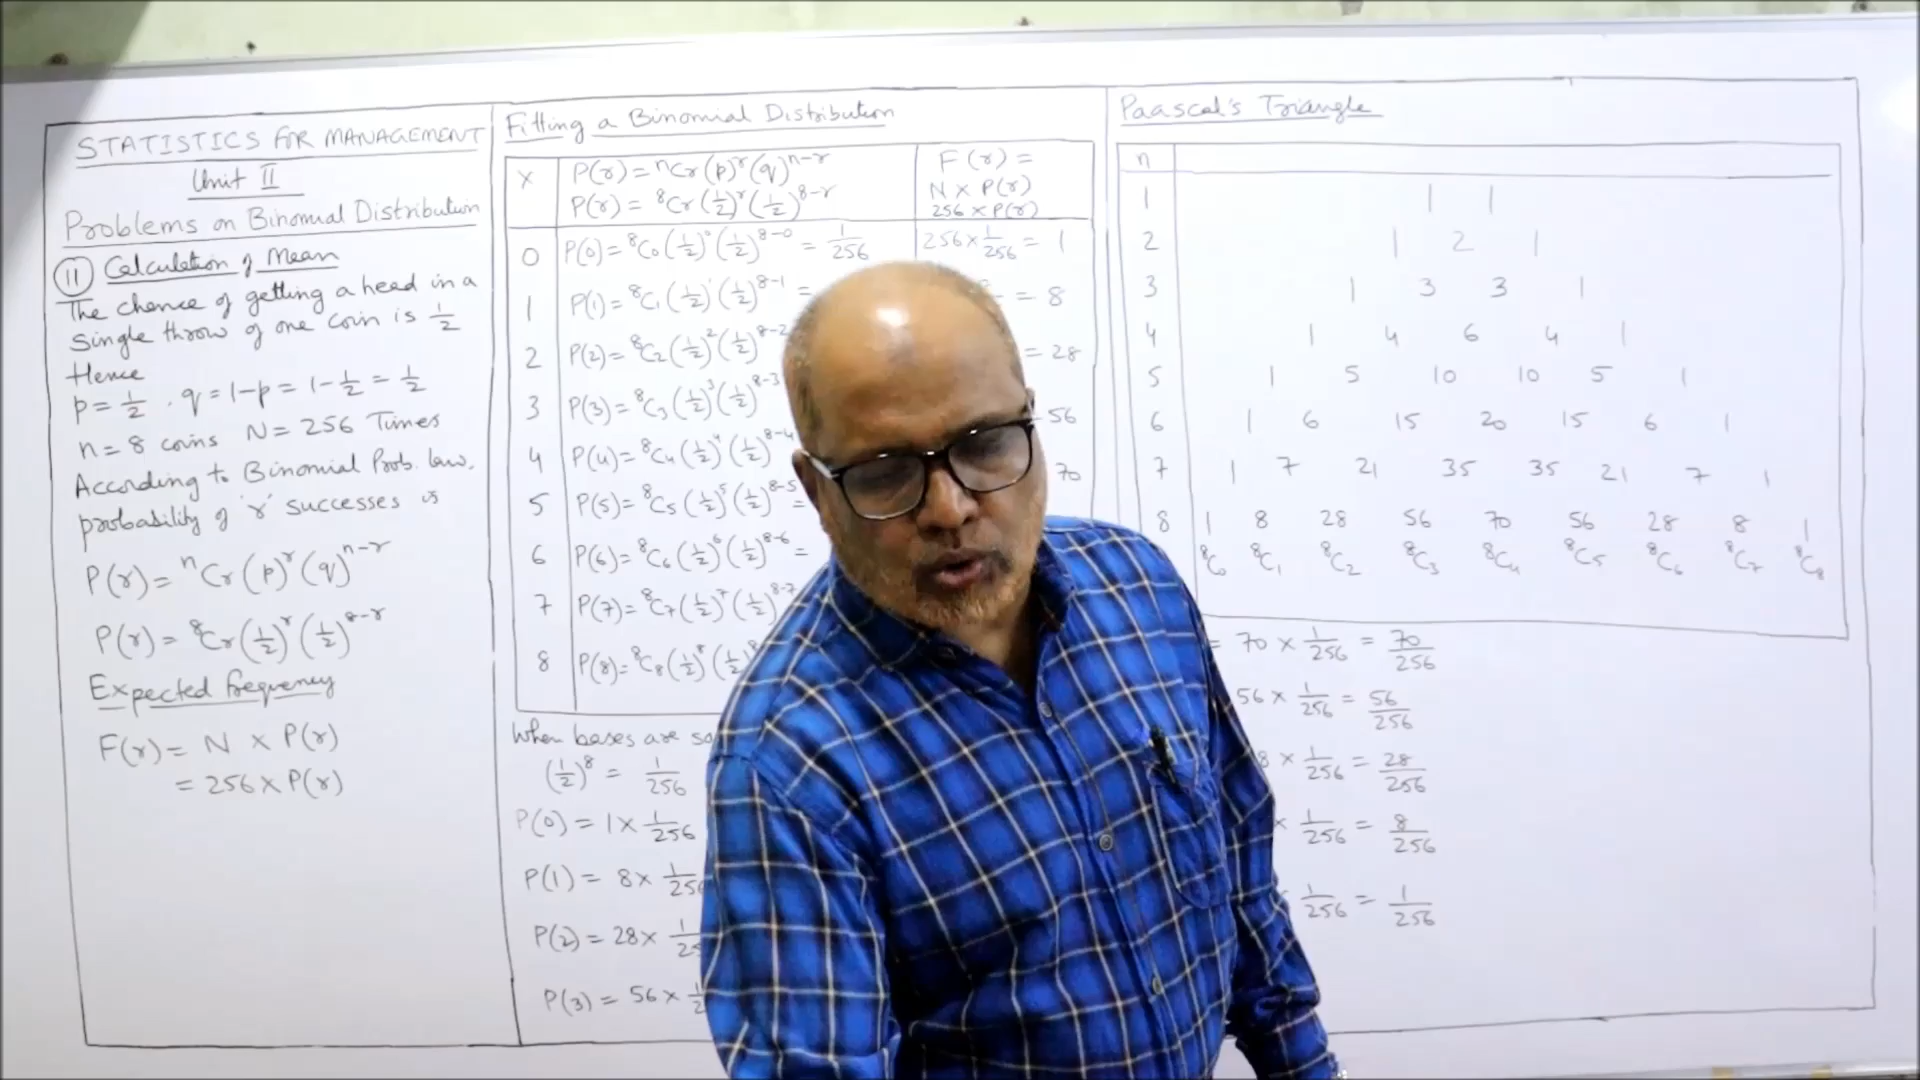 STATISTICS FOR MANAGEMENT
Unit II
Problems on Binomial Distribution
11 Calculation of Mean
The chance of getting a head in a
single throw of one coin is 1/2
Hence
p = 1/2 . q = 1-p = 1-1/2 = 1/2
n = 8 coins N = 256 Times
According to Binomial Prob. law,
probability of 'r' successes is
P(r) = ⁿCr (p)^r (q)^(n-r)
P(r) = ⁸Cr (1/2)^r (1/2)^(8-r)
Expected frequency
F(r) = N × P(r)
= 256 × P(r)
Fitting a Binomial Distribution
X P(r) = ⁿCr (p)^r (q)^(n-r) F(r) =
N × P(r)
P(r) = ⁸Cr (1/2)^r (1/2)^(8-r) 256 × P(r)
0 P(0) = ⁸C₀ (1/2)^0 (1/2)^(8-0) = 1/256 256 × 1/256 = 1
1 P(1) = ⁸C₁ (1/2)^1 (1/2)^(8-1) = = 8
2 P(2) = ⁸C₂ (1/2)^2 (1/2)^(8-2) = 28
3 P(3) = ⁸C₃ (1/2)^3 (1/2)^(8-3) = 56
4 P(4) = ⁸C₄ (1/2)^4 (1/2)^(8-4) 70
5 P(5) = ⁸C₅ (1/2)^5 (1/2)^(8-5) =
6 P(6) = ⁸C₆ (1/2)^6 (1/2)^(8-6) =
7 P(7) = ⁸C₇ (1/2)^7 (1/2)^(8-7)
8 P(8) = ⁸C₈ (1/2)^8 (1/2)
When bases are
(1/2)^8 = 1/256
P(0) = 1 × 1/256
P(1) = 8 × 1/256
P(2) = 28 × 1/25
P(3) = 56 × 1/2
= 70 × 1/256 = 70/256
56 × 1/256 = 56/256
8 × 1/256 = 28/256
× 1/256 = 8/256
1/256 = 1/256
Paascal's Triangle
n
1 1 1
2 1 2 1
3 1 3 3 1
4 1 4 6 4 1
5 1 5 10 10 5 1
6 1 6 15 20 15 6 1
7 1 7 21 35 35 21 7 1
8 1 8 28 56 70 56 28 8 1
⁸C₀ ⁸C₁ ⁸C₂ ⁸C₃ ⁸C₄ ⁸C₅ ⁸C₆ ⁸C₇ ⁸C₈